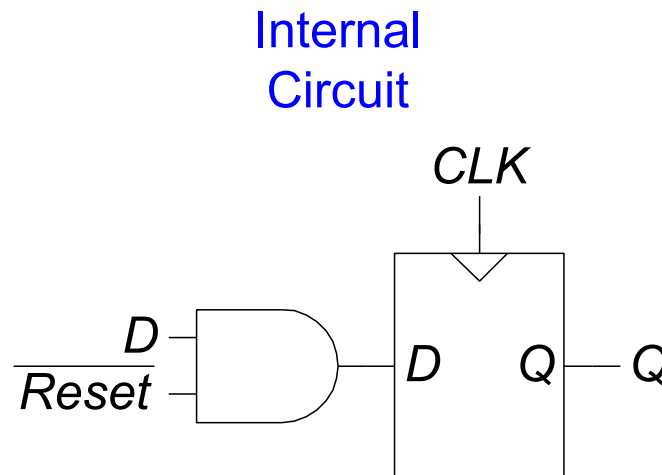 Internal
Circuit
CLK
D
D Q Q
Reset